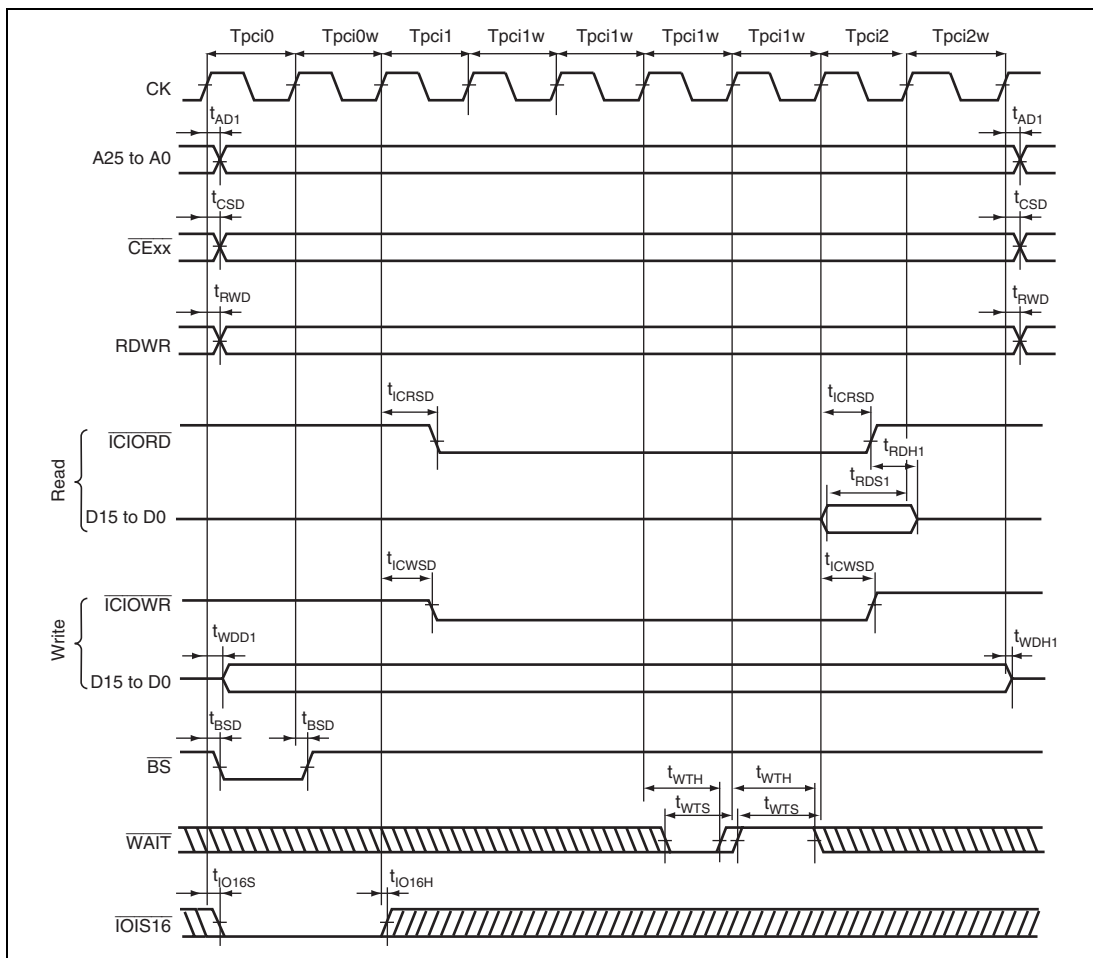 Tpci0 Tpci0w Tpci1 Tpci1w Tpci1w Tpci1w Tpci1w Tpci2 Tpci2w
CK
tAD1 tAD1
A25 to A0
tCSD tCSD
CExx
tRWD tRWD
RDWR
tICRSD tICRSD
ICIORD
tRDH1
Read
tRDS1
D15 to D0
tICWSD tICWSD
ICIOWR
Write
tWDD1 tWDH1
D15 to D0
tBSD tBSD
BS
tWTH tWTH
tWTS tWTS
WAIT
tIO16S tIO16H
IOIS16